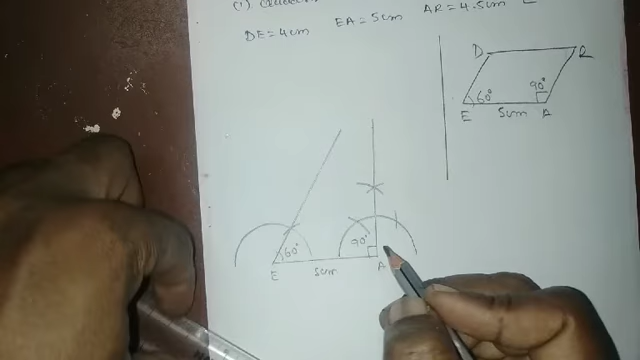 DE = 4cm EA = 5cm AR = 4.5cm
D R
60° 90°
E 5cm A
60° 90°
E 5cm A